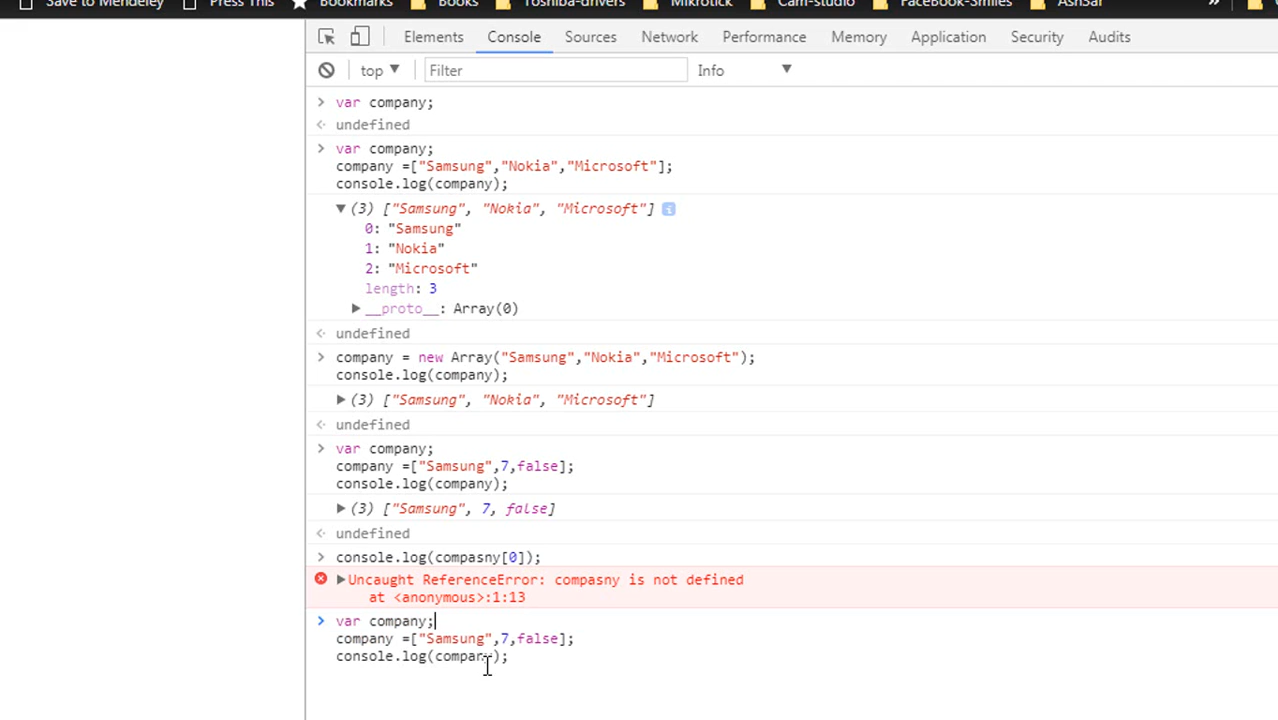 Save to Mendeley Press This Bookmarks Books Toshiba-drivers Mikrotick Cam-studio FaceBook-Smiles AshSar »
Elements Console Sources Network Performance Memory Application Security Audits
top ▼ Filter Info ▼
> var company;
<· undefined
> var company;
company =["Samsung","Nokia","Microsoft"];
console.log(company);
▼ (3) ["Samsung", "Nokia", "Microsoft"] i
0: "Samsung"
1: "Nokia"
2: "Microsoft"
length: 3
▶ __proto__: Array(0)
<· undefined
> company = new Array("Samsung","Nokia","Microsoft");
console.log(company);
▶ (3) ["Samsung", "Nokia", "Microsoft"]
<· undefined
> var company;
company =["Samsung",7,false];
console.log(company);
▶ (3) ["Samsung", 7, false]
<· undefined
> console.log(compasny[0]);
▶Uncaught ReferenceError: compasny is not defined
at <anonymous>:1:13
> var company;
company =["Samsung",7,false];
console.log(company);